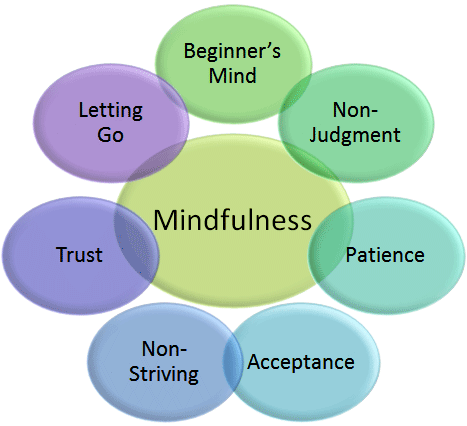 Beginner’s
Mind
Non-
Judgment
Patience
Acceptance
Non-
Striving
Trust
Letting
Go
Mindfulness